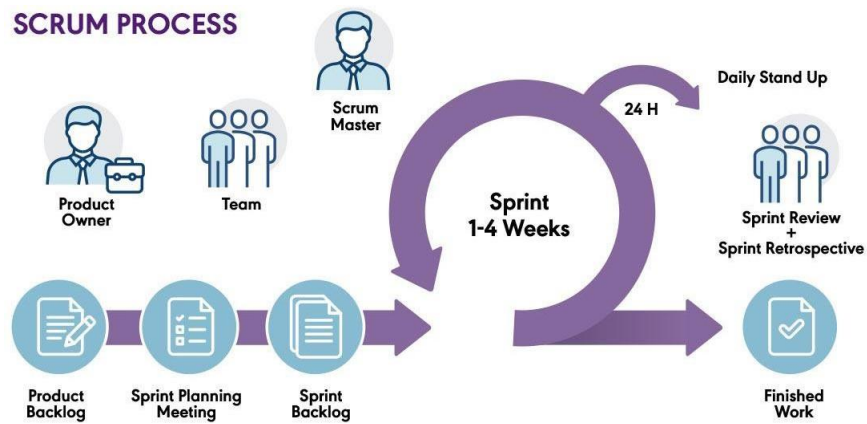 SCRUM PROCESS
Scrum
Master
Product
Owner
Team
Sprint
1-4 Weeks
24 H
Daily Stand Up
Sprint Review
+
Sprint Retrospective
Product
Backlog
Sprint Planning
Meeting
Sprint
Backlog
Finished
Work